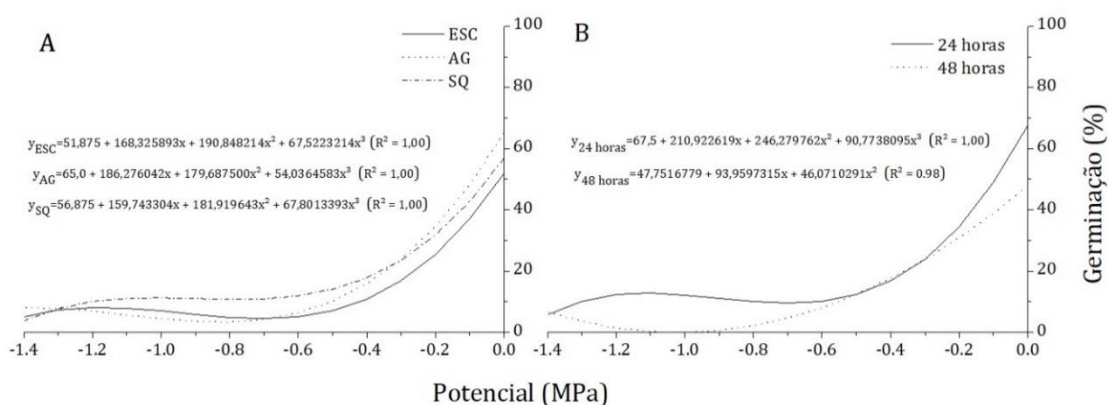 A
ESC
AG
SQ
y_ESC=51,875 + 168,325893x + 190,848214x² + 67,5223214x³ (R² = 1,00)
y_AG=65,0 + 186,276042x + 179,687500x² + 54,0364583x³ (R² = 1,00)
y_SQ=56,875 + 159,743304x + 181,919643x² + 67,8013393x³ (R² = 1,00)
100
80
60
40
20
0
-1.4 -1.2 -1.0 -0.8 -0.6 -0.4 -0.2 0.0
B
24 horas
48 horas
y_24 horas=67,5 + 210,922619x + 246,279762x² + 90,7738095x³ (R² = 1,00)
y_48 horas=47,7516779 + 93,9597315x + 46,0710291x² (R² = 0.98)
100
80
60
40
20
0
-1.4 -1.2 -1.0 -0.8 -0.6 -0.4 -0.2 0.0
Germinação (%)
Potencial (MPa)